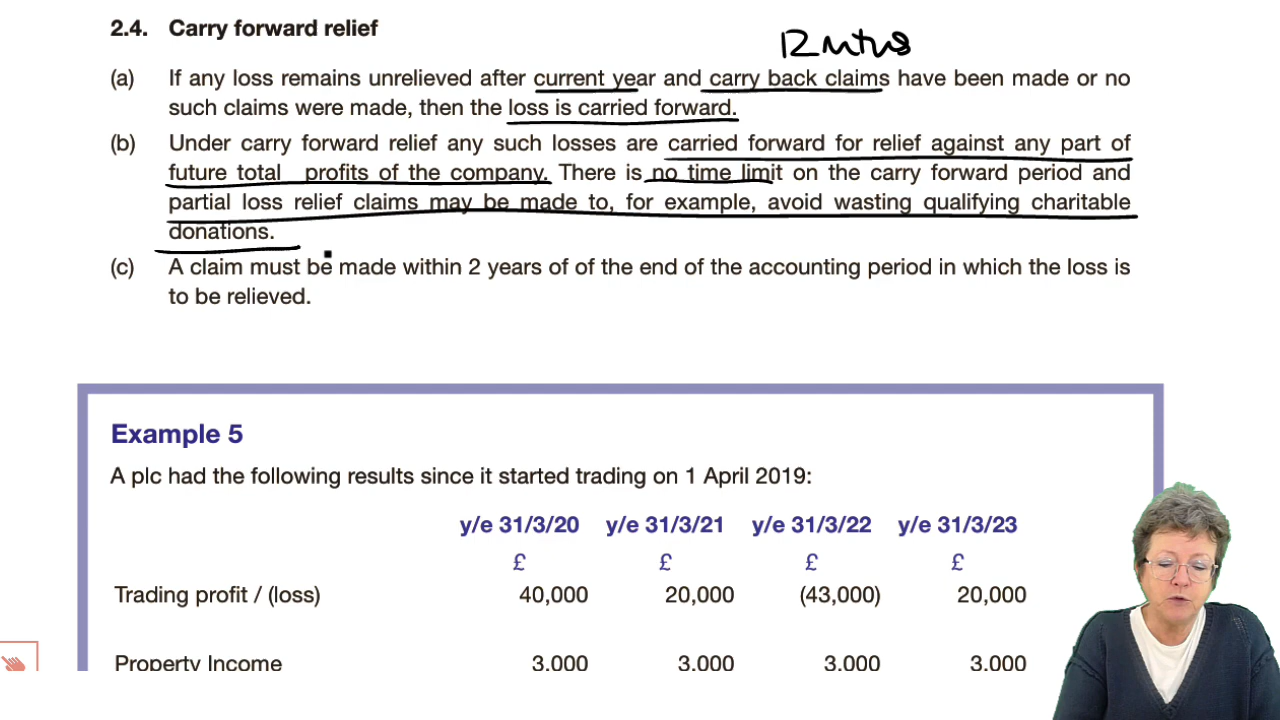 2.4. Carry forward relief
12 mths
(a) If any loss remains unrelieved after current year and carry back claims have been made or no
such claims were made, then the loss is carried forward.
(b) Under carry forward relief any such losses are carried forward for relief against any part of
future total profits of the company. There is no time limit on the carry forward period and
partial loss relief claims may be made to, for example, avoid wasting qualifying charitable
donations.
(c) A claim must be made within 2 years of of the end of the accounting period in which the loss is
to be relieved.
Example 5
A plc had the following results since it started trading on 1 April 2019:
y/e 31/3/20 y/e 31/3/21 y/e 31/3/22 y/e 31/3/23
£ £ £ £
Trading profit / (loss) 40,000 20,000 (43,000) 20,000
Property Income 3.000 3.000 3.000 3.000